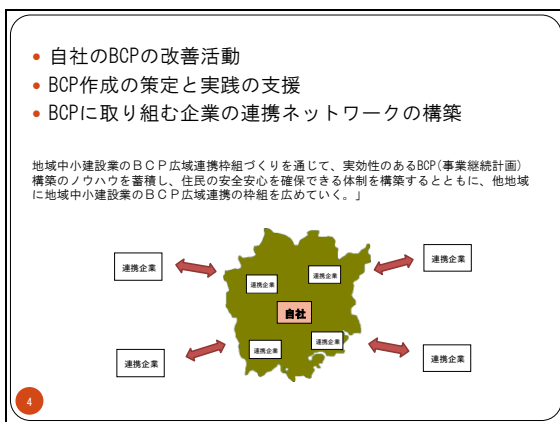 自社のBCPの改善活動
BCP作成の策定と実践の支援
BCPに取り組む企業の連携ネットワークの構築
地域中小建設業のＢＣＰ広域連携枠組づくりを通じて、実効性のあるBCP(事業継続計画)
構築のノウハウを蓄積し、住民の安全安心を確保できる体制を構築するとともに、他地域
に地域中小建設業のＢＣＰ広域連携の枠組を広めていく。」
連携企業
連携企業
連携企業
連携企業
自社
連携企業
連携企業
連携企業
連携企業
4